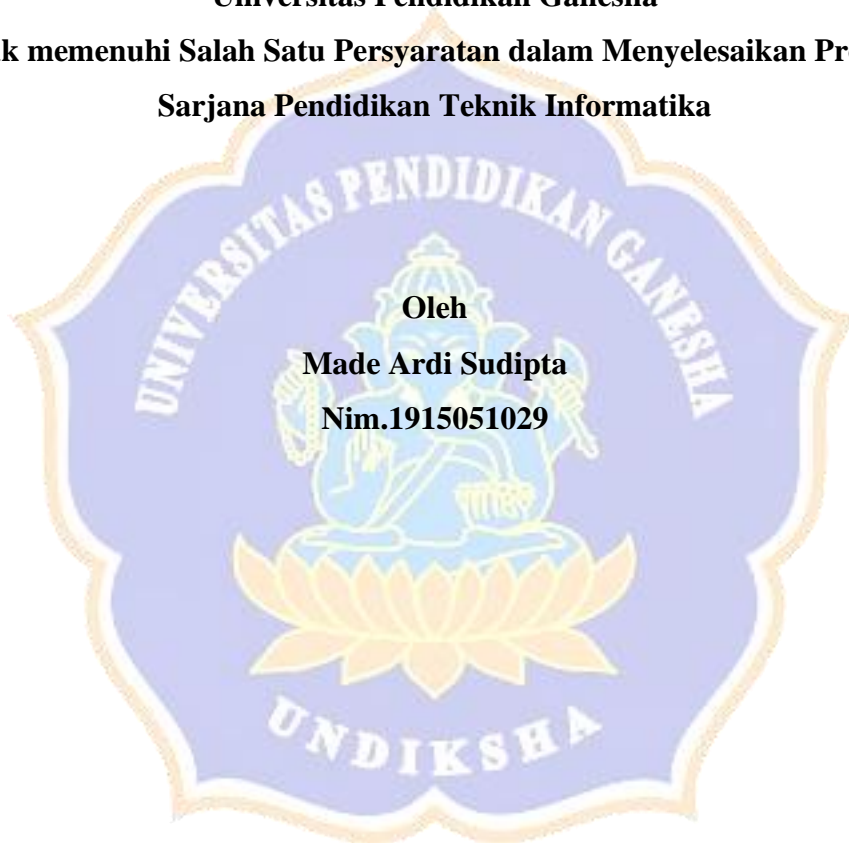 Universitas Pendidikan Ganesha
memenuhi Salah Satu Persyaratan dalam Menyelesaikan
Sarjana Pendidikan Teknik Informatika
UNIVERSITAS PENDIDIKAN GANESHA
Oleh
Made Ardi Sudipta
Nim.1915051029
UNDIKSHA